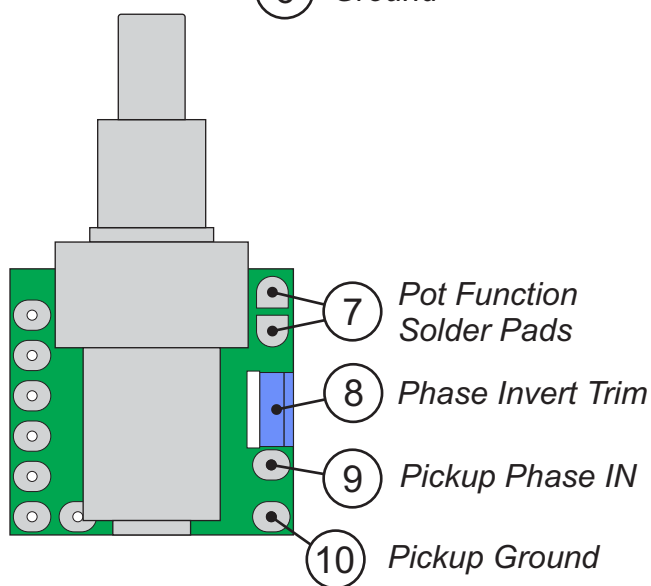 Ground
7 Pot Function
Solder Pads
8 Phase Invert Trim
9 Pickup Phase IN
10 Pickup Ground